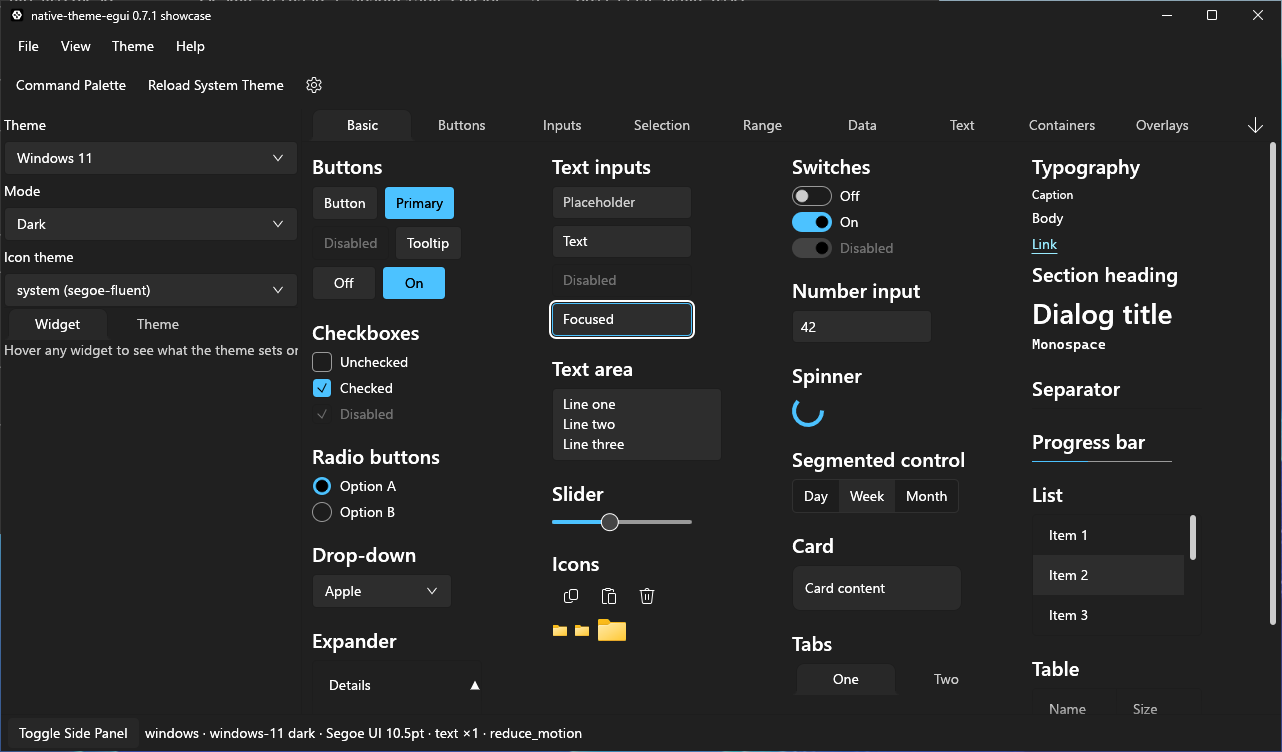 native-theme-egui 0.7.1 showcase
File View Theme Help
Command Palette Reload System Theme
Theme
Windows 11
Mode
Dark
Icon theme
system (segoe-fluent)
Widget Theme
Hover any widget to see what the theme sets
Basic Buttons Inputs Selection Range Data Text Containers Overlays
Buttons
Button Primary
Disabled Tooltip
Off On
Checkboxes
Unchecked
Checked
Disabled
Radio buttons
Option A
Option B
Drop-down
Apple
Expander
Details
Text inputs
Placeholder
Text
Disabled
Focused
Text area
Line one
Line two
Line three
Slider
Icons
Switches
Off
On
Disabled
Number input
42
Spinner
Segmented control
Day Week Month
Card
Card content
Tabs
One Two
Typography
Caption
Body
Link
Section heading
Dialog title
Monospace
Separator
Progress bar
List
Item 1
Item 2
Item 3
Table
Name Size
Toggle Side Panel windows · windows-11 dark · Segoe UI 10.5pt · text ×1 · reduce_motion